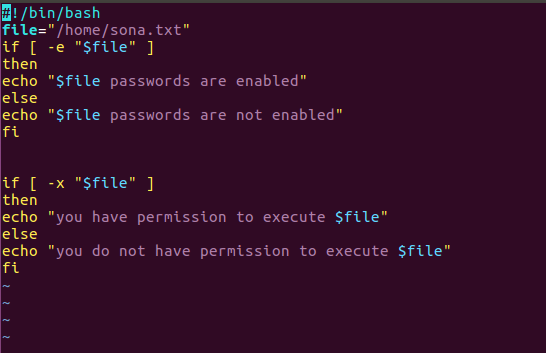 #!/bin/bash
file="/home/sona.txt"
if [ -e "$file" ]
then
echo "$file passwords are enabled"
else
echo "$file passwords are not enabled"
fi
if [ -x "$file" ]
then
echo "you have permission to execute $file"
else
echo "you do not have permission to execute $file"
fi
~
~
~
~